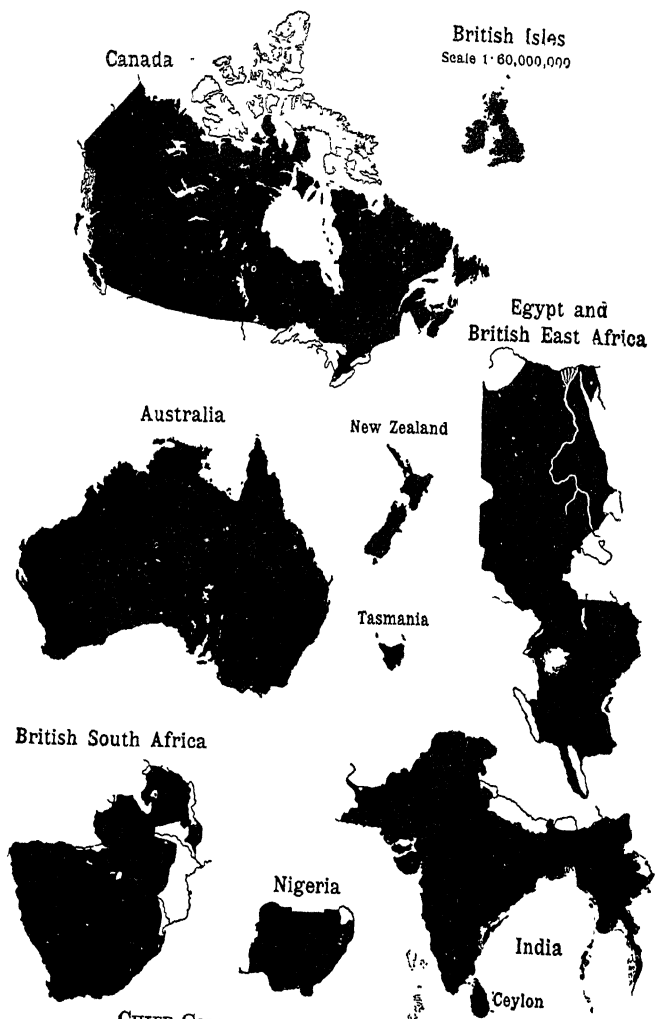 Canada
British Isles
Scale 1:60,000,000
Egypt and
British East Africa
Australia
New Zealand
Tasmania
British South Africa
Nigeria
India
Ceylon